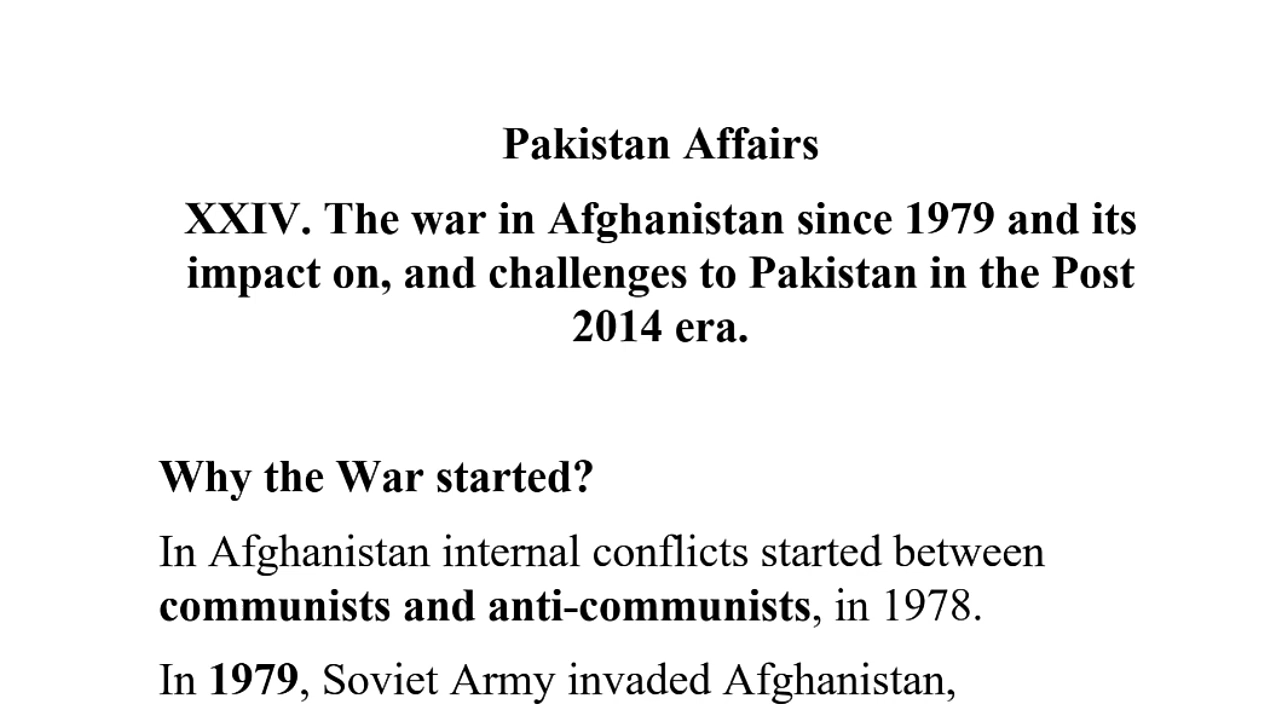 Pakistan Affairs
XXIV. The war in Afghanistan since 1979 and its
impact on, and challenges to Pakistan in the Post
2014 era.
Why the War started?
In Afghanistan internal conflicts started between
communists and anti-communists, in 1978.
In 1979, Soviet Army invaded Afghanistan,